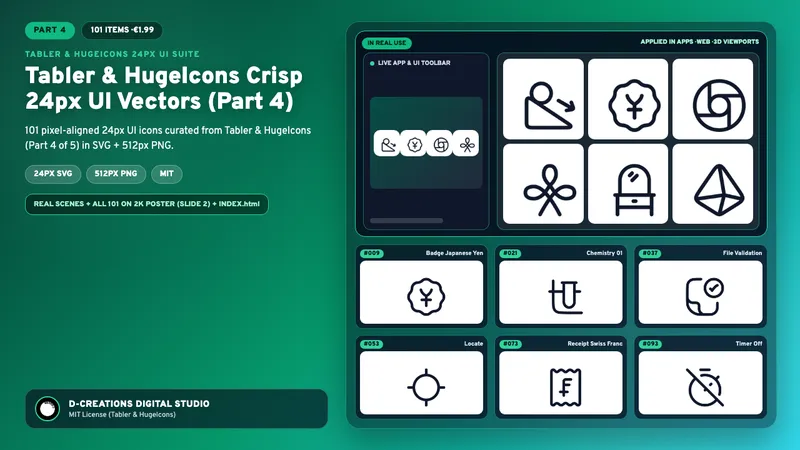 PART 4
101 ITEMS ·€1.99
TABLER & HUGEICONS 24PX UI SUITE
Tabler & HugeIcons Crisp
24px UI Vectors (Part 4)
101 pixel-aligned 24px UI icons curated from Tabler & HugeIcons
(Part 4 of 5) in SVG + 512px PNG.
24PX SVG
512PX PNG
MIT
REAL SCENES + ALL 101 ON 2K POSTER (SLIDE 2) + INDEX.html
D-CREATIONS DIGITAL STUDIO
MIT License (Tabler & HugeIcons)
IN REAL USE
APPLIED IN APPS · WEB · 3D VIEWPORTS
LIVE APP & UI TOOLBAR
#009
Badge Japanese Yen
#021
Chemistry 01
#037
File Validation
#053
Locate
#073
Receipt Swiss Franc
#093
Timer Off